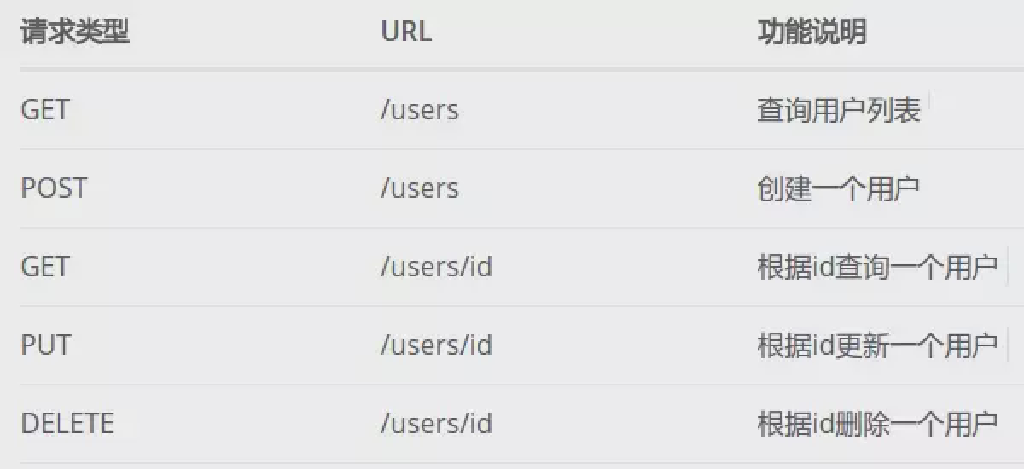 请求类型 URL 功能说明
GET /users 查询用户列表
POST /users 创建一个用户
GET /users/id 根据id查询一个用户
PUT /users/id 根据id更新一个用户
DELETE /users/id 根据id删除一个用户